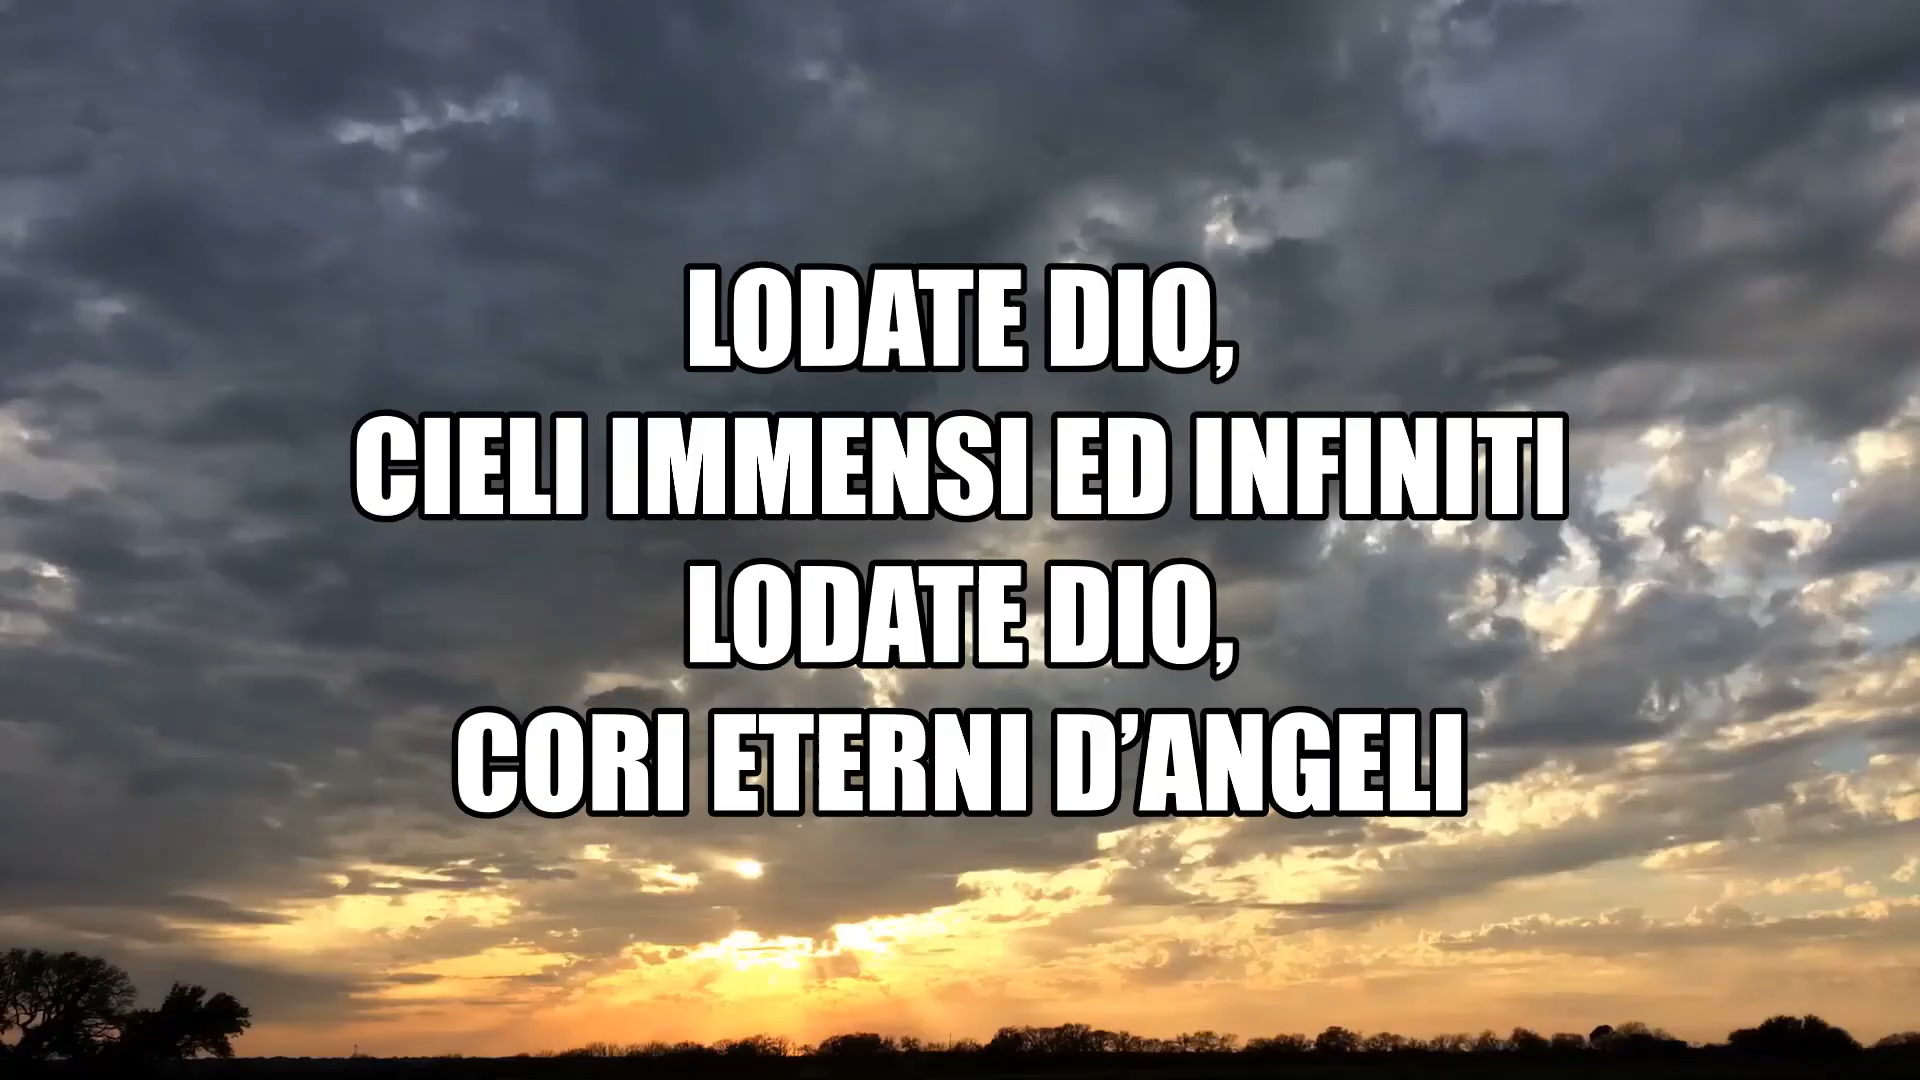 LODATE DIO,
CIELI IMMENSI ED INFINITI
LODATE DIO,
CORI ETERNI D’ANGELI